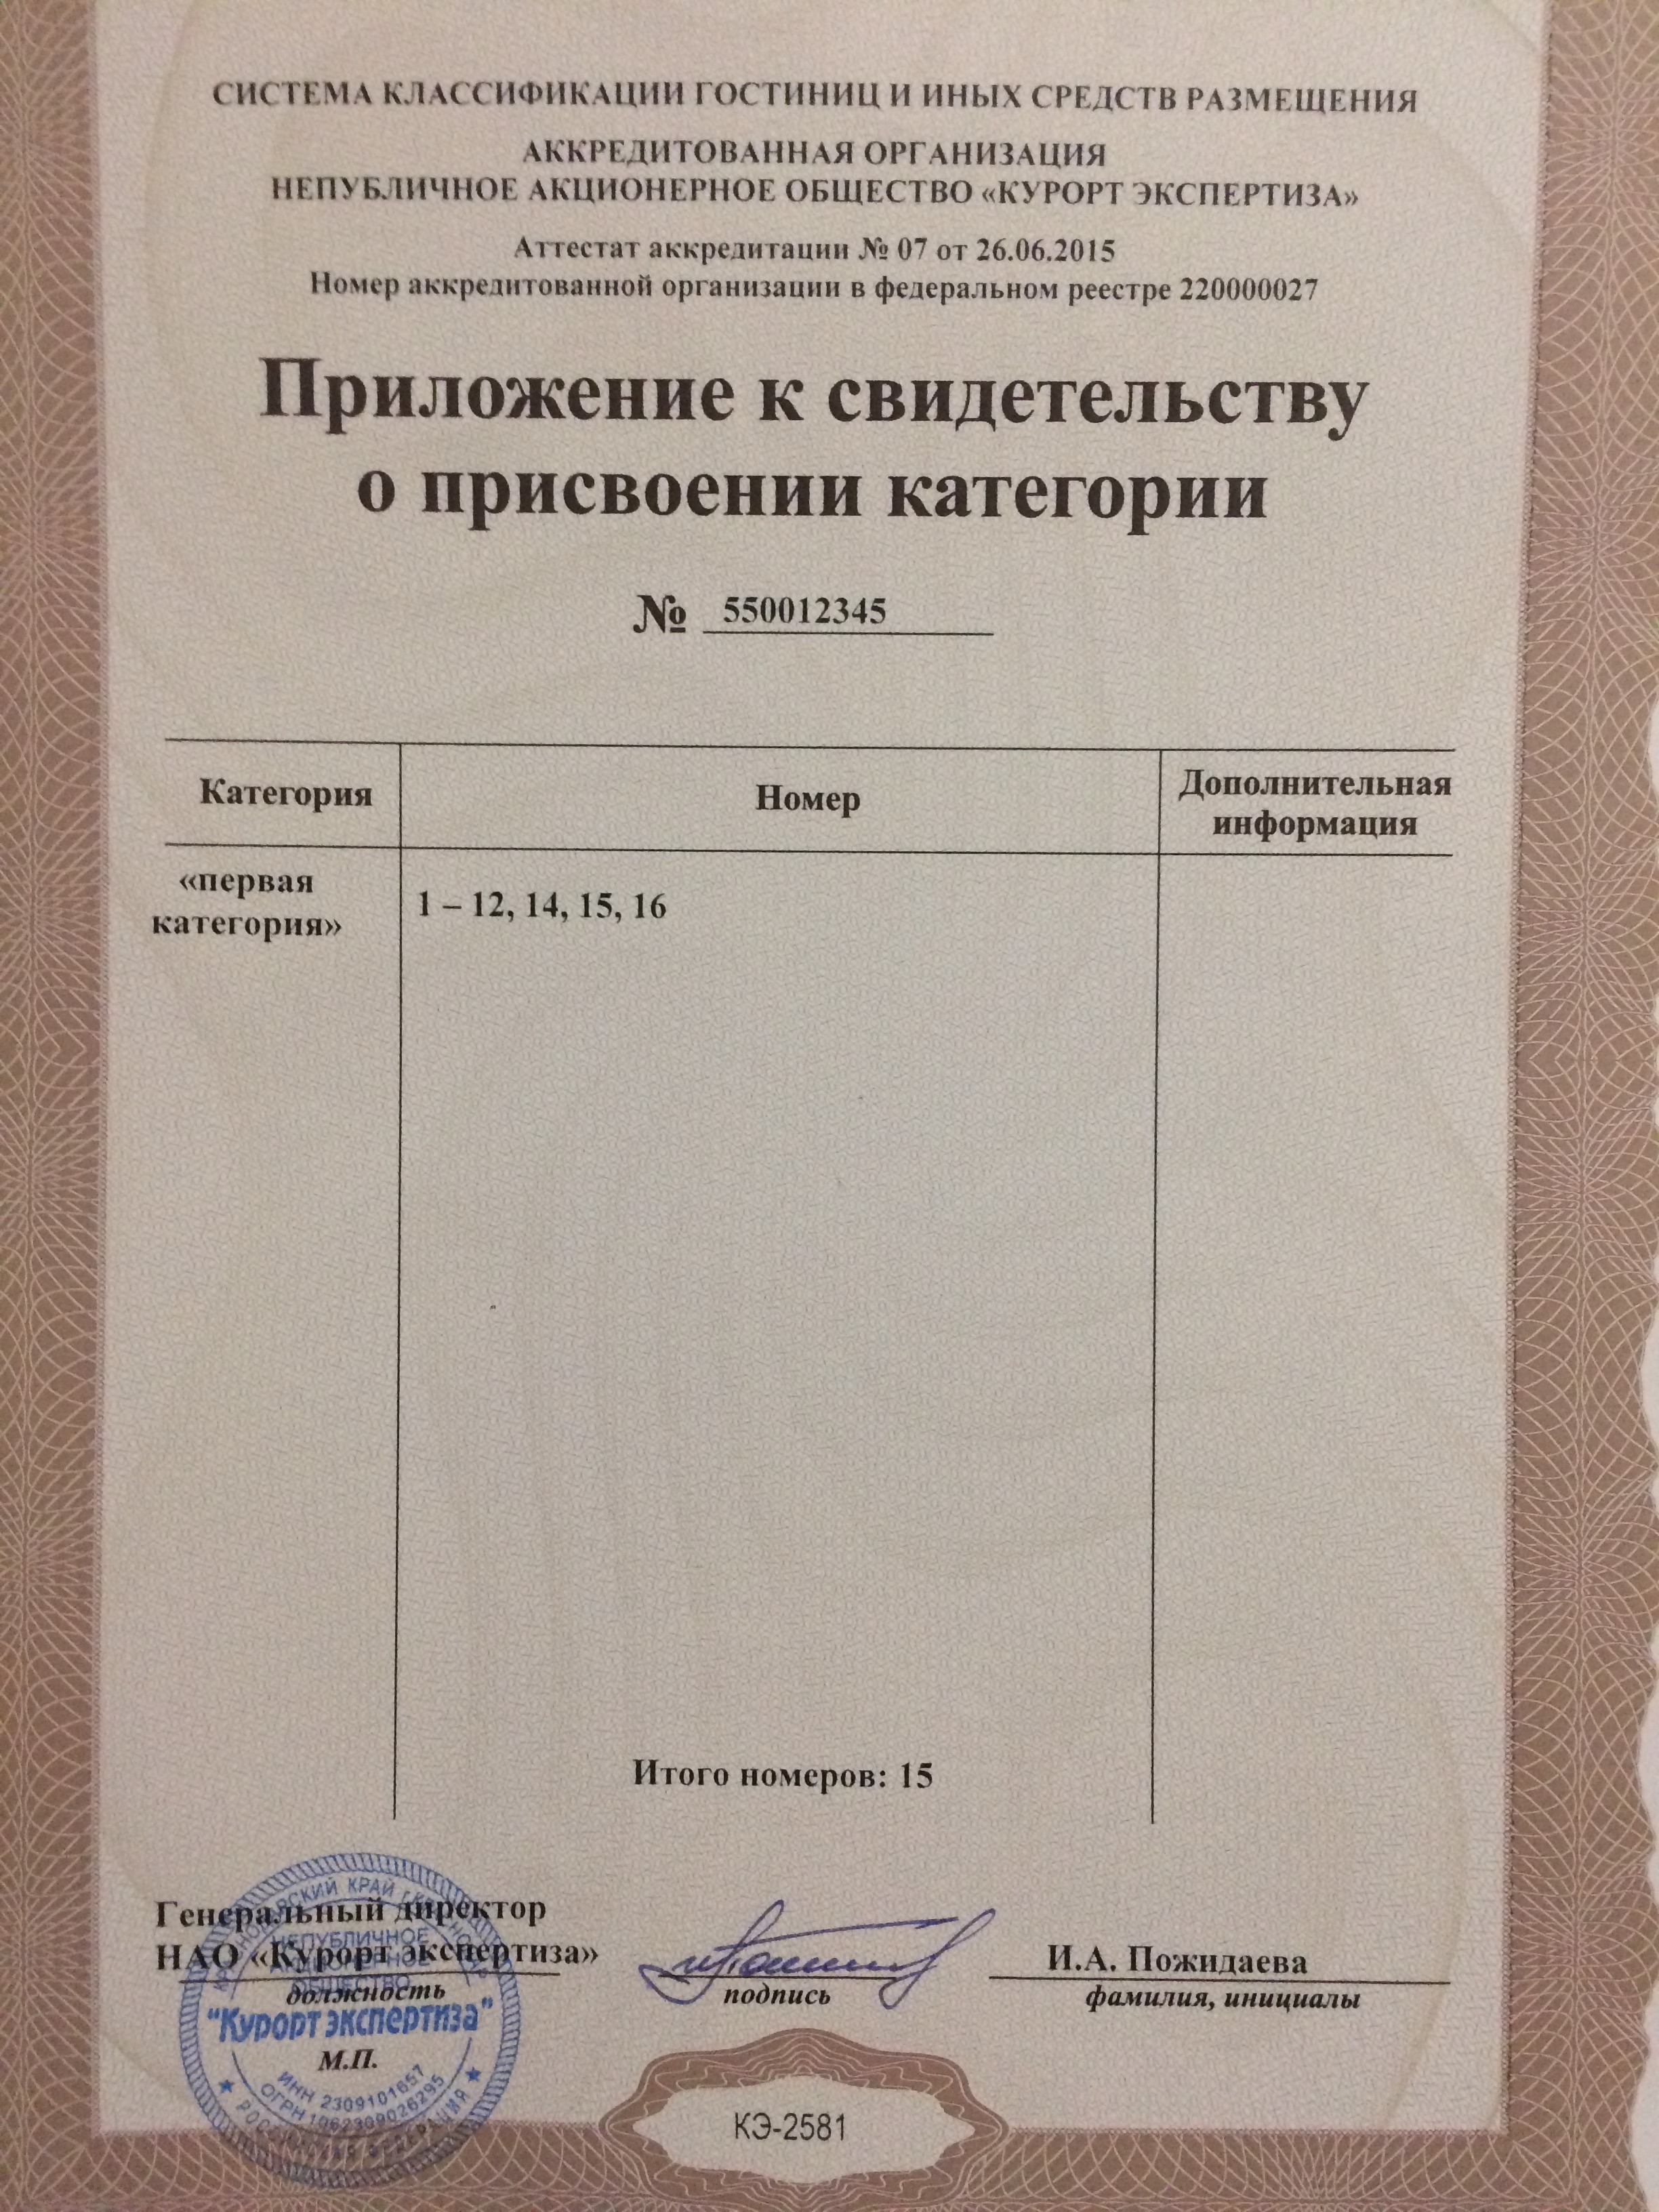 СИСТЕМА КЛАССИФИКАЦИИ ГОСТИНИЦ И ИНЫХ СРЕДСТВ РАЗМЕЩЕНИЯ
АККРЕДИТОВАННАЯ ОРГАНИЗАЦИЯ
НЕПУБЛИЧНОЕ АКЦИОНЕРНОЕ ОБЩЕСТВО «КУРОРТ ЭКСПЕРТИЗА»
Аттестат аккредитации № 07 от 26.06.2015
Номер аккредитованной организации в федеральном реестре 220000027
Приложение к свидетельству
о присвоении категории
№ 550012345
Категория
Номер
Дополнительная
информация
«первая
категория»
1 – 12, 14, 15, 16
Итого номеров: 15
Генеральный директор
НАО «Курорт экспертиза»
должность
подпись
И.А. Пожидаева
фамилия, инициалы
М.П.
КРАЙ
НЕПУБЛИЧНОЕ
АКЦИОНЕРНОЕ
ОБЩЕСТВО
"Курорт экспертиза"
ИНН 2309101657
ОГРН 1062309026295
РОССИЙСКАЯ ФЕДЕРАЦИЯ
КЭ-2581